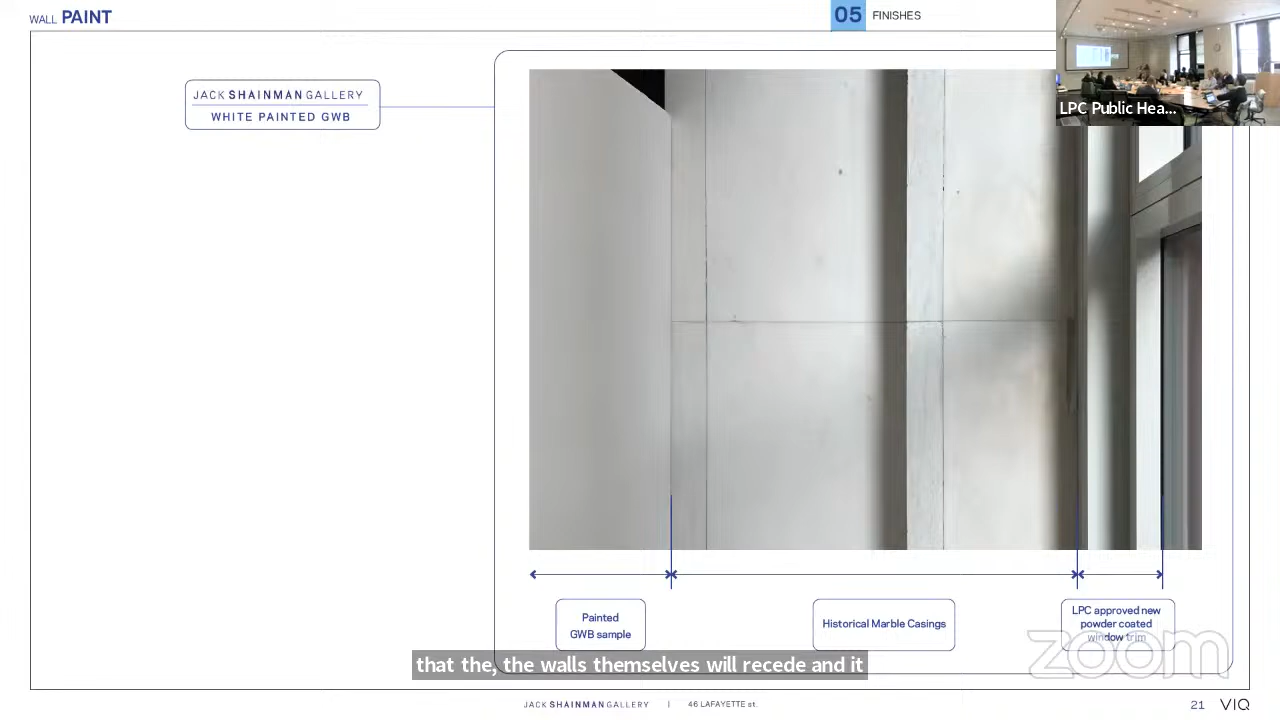 WALL PAINT
05 FINISHES
LPC Public Hea...
JACK SHAINMAN GALLERY
WHITE PAINTED GWB
Painted
GWB sample
Historical Marble Casings
LPC approved new
powder coated
window trim
zoom
that the, the walls themselves will recede and it
JACK SHAINMAN GALLERY | 46 LAFAYETTE st.
21 VIQ